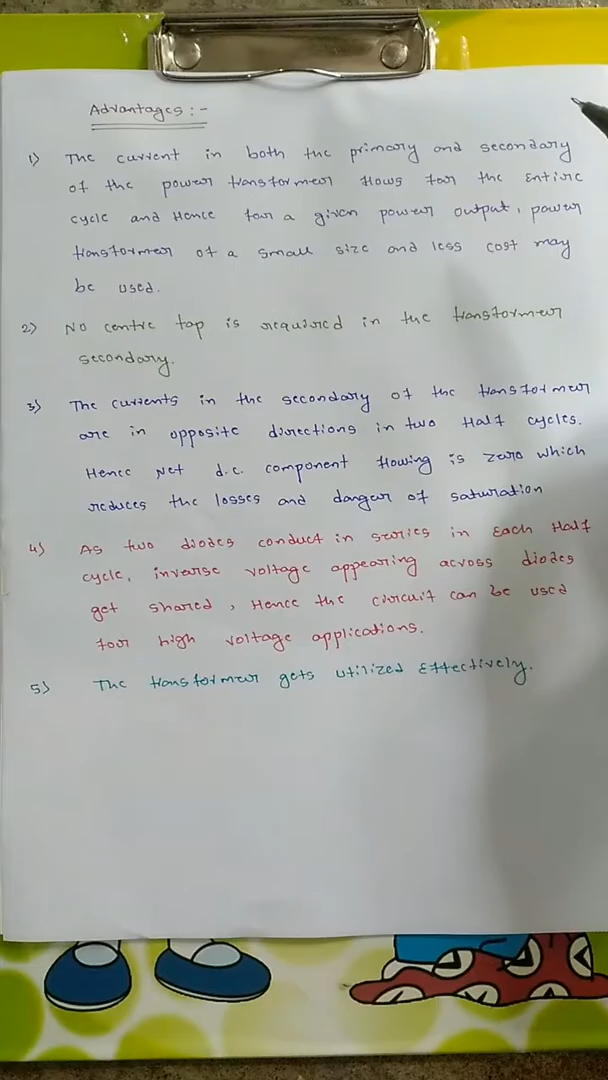 Advantages :-
1) The current in both the primary and secondary
of the power transformer flows for the Entire
cycle and Hence for a given power output, power
transformer of a small size and less cost may
be used.
2) No centre tap is required in the transformer
secondary.
3) The currents in the secondary of the transformer
are in opposite directions in two Half cycles.
Hence Net d.c. component flowing is zero which
reduces the losses and danger of saturation
4) As two diodes conduct in series in Each Half
cycle, inverse voltage appearing across diodes
get shared, Hence the circuit can be used
for high voltage applications.
5) The transformer gets utilized Effectively.